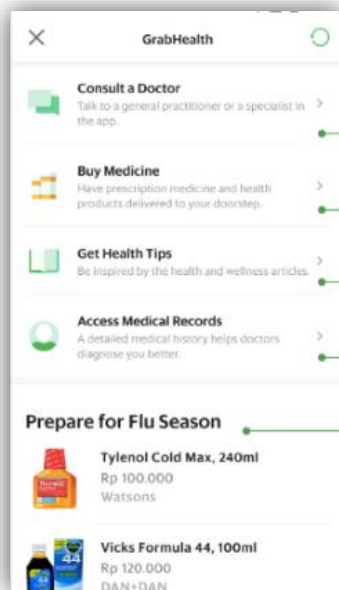 GrabHealth
Consult a Doctor
Talk to a general practitioner or a specialist in
the app.
Buy Medicine
Have prescription medicine and health
products delivered to your doorstep.
Get Health Tips
Be inspired by the health and wellness articles.
Access Medical Records
A detailed medical history helps doctors
diagnose you better.
Prepare for Flu Season
Tylenol Cold Max, 240ml
Rp 100.000
Watsons
Vicks Formula 44, 100ml
44
Rp 120.000
DAN+DAN